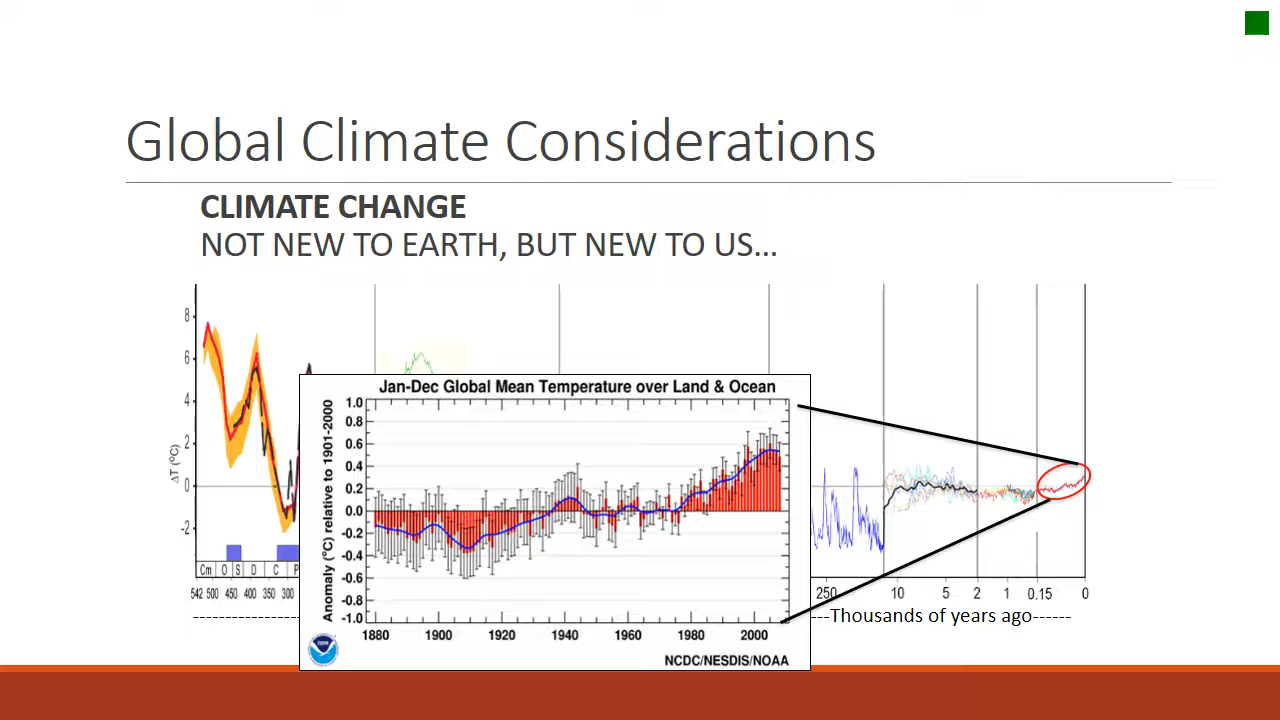 Global Climate Considerations
CLIMATE CHANGE
NOT NEW TO EARTH, BUT NEW TO US…
8
6
4
2
0
-2
ΔT (°C)
Cm O S D C P
542 500 450 400 350 300
Jan-Dec Global Mean Temperature over Land & Ocean
Anomaly (°C) relative to 1901-2000
1.0
0.8
0.6
0.4
0.2
0.0
-0.2
-0.4
-0.6
-0.8
-1.0
1880 1900 1920 1940 1960 1980 2000
NCDC/NESDIS/NOAA
250 10 5 2 1 0.15 0
---Thousands of years ago------